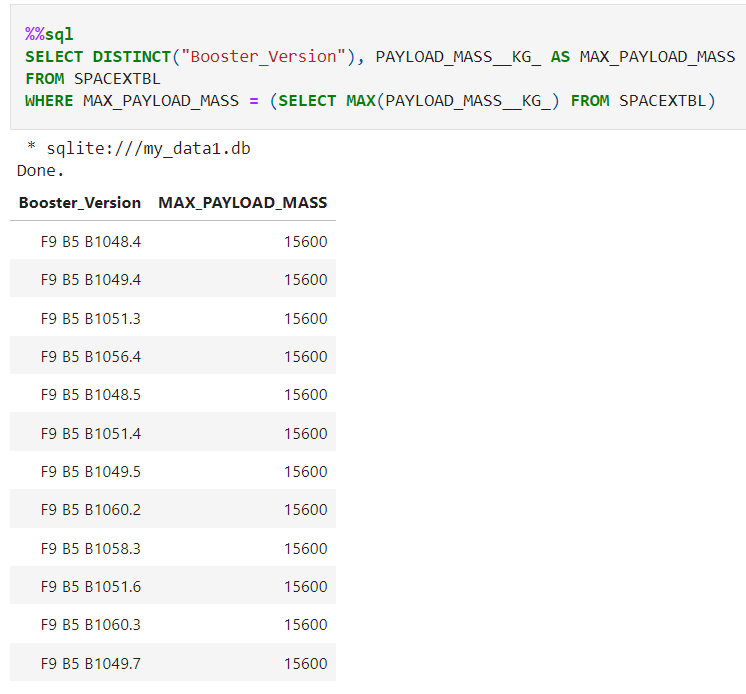 %%sql
SELECT DISTINCT("Booster_Version"), PAYLOAD_MASS__KG_ AS MAX_PAYLOAD_MASS
FROM SPACEXTBL
WHERE MAX_PAYLOAD_MASS = (SELECT MAX(PAYLOAD_MASS__KG_) FROM SPACEXTBL)
* sqlite:///my_data1.db
Done.
Booster_Version MAX_PAYLOAD_MASS
F9 B5 B1048.4 15600
F9 B5 B1049.4 15600
F9 B5 B1051.3 15600
F9 B5 B1056.4 15600
F9 B5 B1048.5 15600
F9 B5 B1051.4 15600
F9 B5 B1049.5 15600
F9 B5 B1060.2 15600
F9 B5 B1058.3 15600
F9 B5 B1051.6 15600
F9 B5 B1060.3 15600
F9 B5 B1049.7 15600